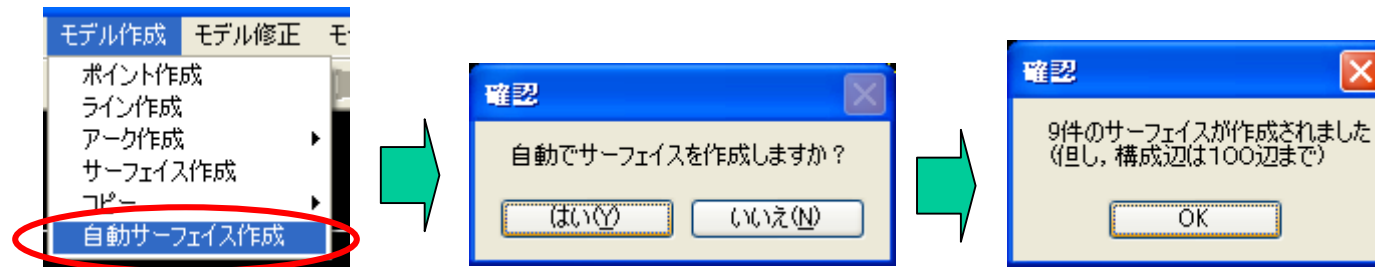 モデル作成 モデル修正 モ
ポイント作成
ライン作成
アーク作成
サーフェイス作成
コピー
自動サーフェイス作成
確認
自動でサーフェイスを作成しますか？
はい(Y) いいえ(N)
確認
9件のサーフェイスが作成されました
(但し，構成辺は100辺まで)
OK